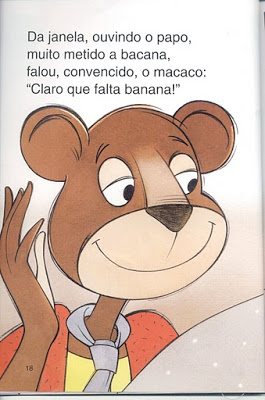 Da janela, ouvindo o papo,
muito metido a bacana,
falou, convencido, o macaco:
“Claro que falta banana!”
18